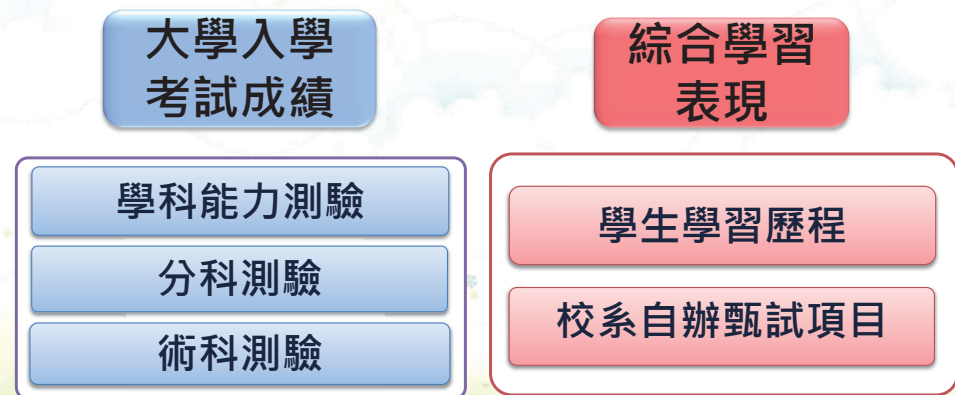 大學入學
考試成績
綜合學習
表現
學科能力測驗
分科測驗
術科測驗
學生學習歷程
校系自辦甄試項目